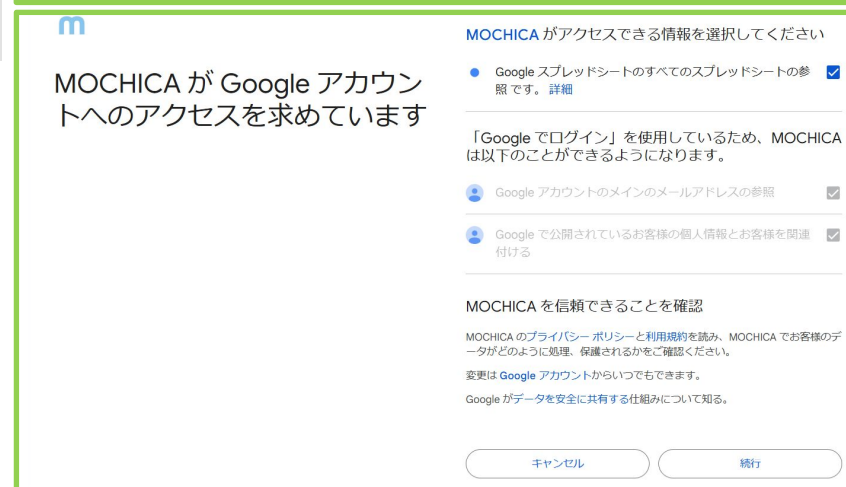 m
MOCHICA が Google アカウン
トへのアクセスを求めています
MOCHICA がアクセスできる情報を選択してください
Google スプレッドシートのすべてのスプレッドシートの参
照 です。 詳細
「Google でログイン」を使用しているため、MOCHICA
は以下のことができるようになります。
Google アカウントのメインのメールアドレスの参照
Google で公開されているお客様の個人情報とお客様を関連
付ける
MOCHICA を信頼できることを確認
MOCHICA のプライバシー ポリシーと利用規約を読み、MOCHICA でお客様のデ
ータがどのように処理、保護されるかをご確認ください。
変更は Google アカウントからいつでもできます。
Google がデータを安全に共有する仕組みについて知る。
キャンセル
続行